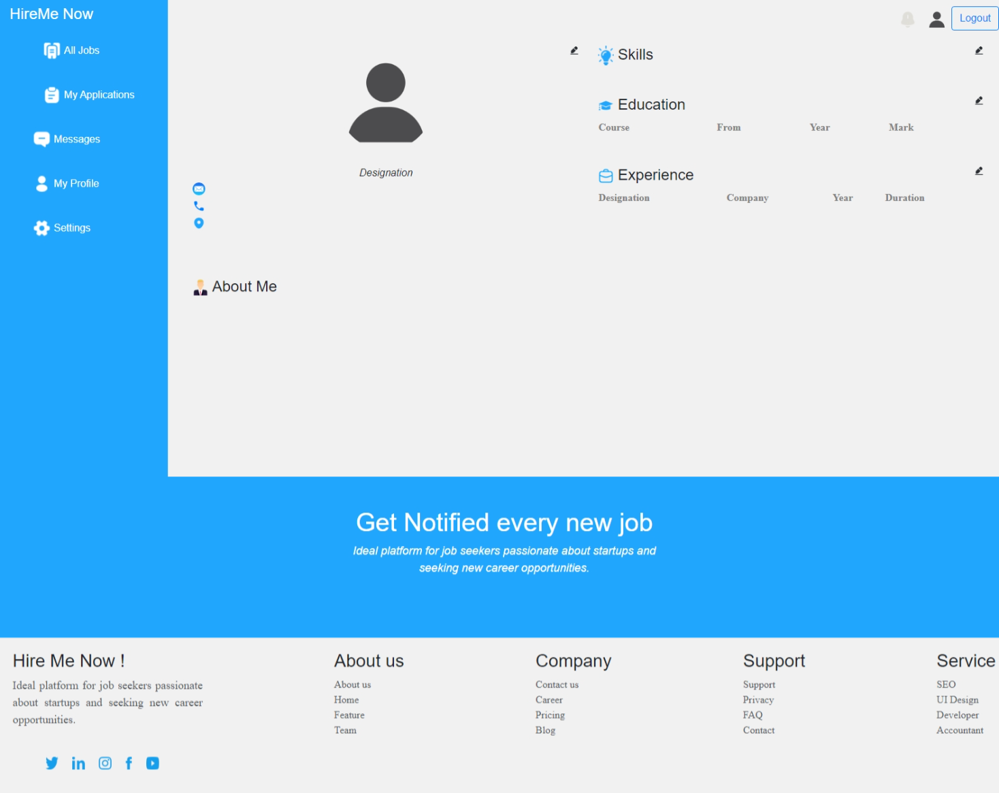 HireMe Now
Logout
All Jobs
My Applications
Messages
My Profile
Settings
Designation
About Me
Skills
Education
Course From Year Mark
Experience
Designation Company Year Duration
Get Notified every new job
Ideal platform for job seekers passionate about startups and
seeking new career opportunities.
Hire Me Now !
Ideal platform for job seekers passionate
about startups and seeking new career
opportunities.
About us
About us
Home
Feature
Team
Company
Contact us
Career
Pricing
Blog
Support
Support
Privacy
FAQ
Contact
Service
SEO
UI Design
Developer
Accountant